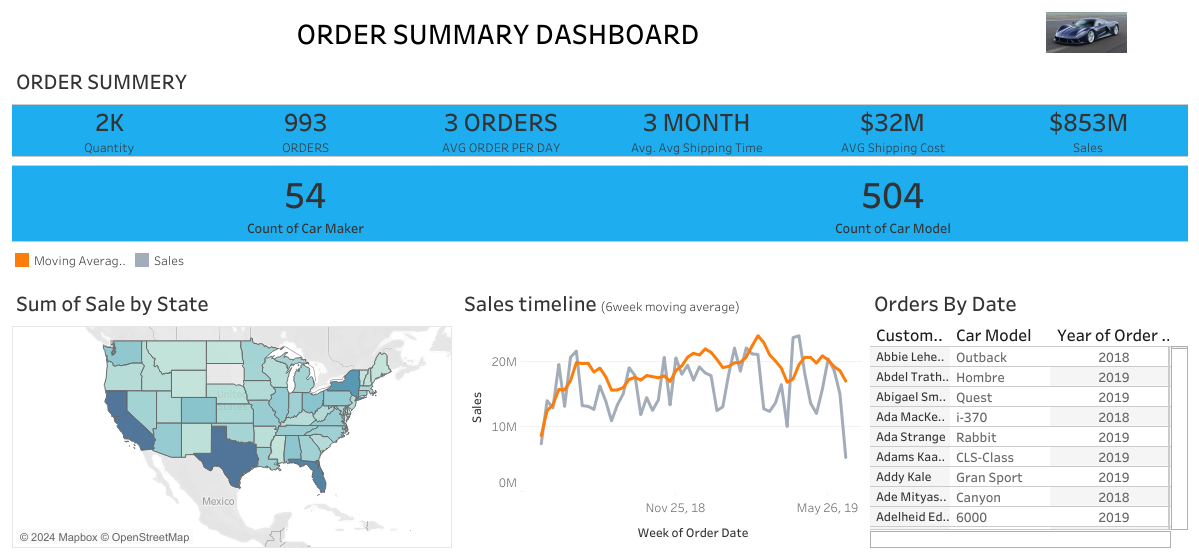 ORDER SUMMARY DASHBOARD
ORDER SUMMERY
2K 993 3 ORDERS 3 MONTH $32M $853M
Quantity ORDERS AVG ORDER PER DAY Avg. Avg Shipping Time AVG Shipping Cost Sales
54 504
Count of Car Maker Count of Car Model
Moving Averag.. Sales
Sum of Sale by State
Mexico
© 2024 Mapbox © OpenStreetMap
Sales timeline (6week moving average)
Sales
20M
10M
0M
Nov 25, 18 May 26, 19
Week of Order Date
Orders By Date
Custom.. Car Model Year of Order ..
Abbie Lehe.. Outback 2018
Abdel Trath.. Hombre 2019
Abigael Sm.. Quest 2019
Ada MacKe.. i-370 2018
Ada Strange Rabbit 2019
Adams Kaa.. CLS-Class 2019
Addy Kale Gran Sport 2019
Ade Mityas.. Canyon 2018
Adelheid Ed.. 6000 2019